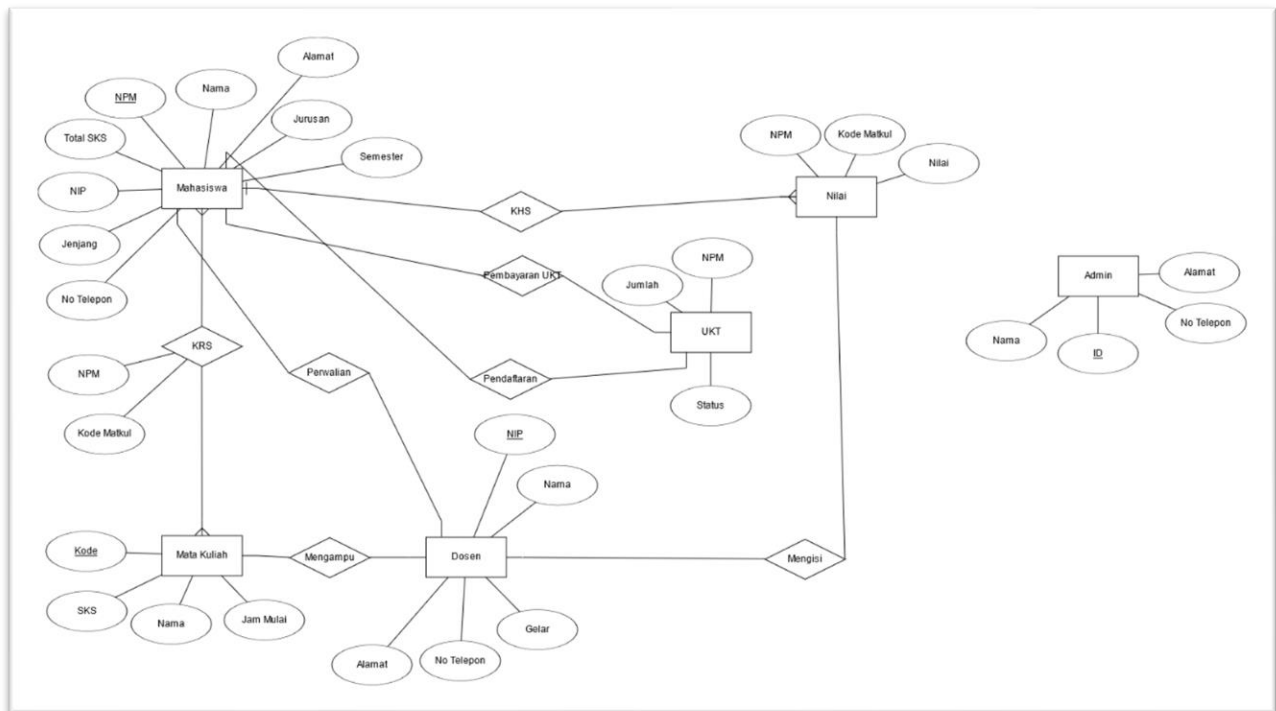 Alamat
Nama
NPM
Jurusan
Total SKS
Semester
NIP
Mahasiswa
Jenjang
No Telepon
KHS
NPM
Kode Matkul
Nilai
Nilai
Pembayaran UKT
NPM
Jumlah
UKT
Status
Pendaftaran
Admin
Alamat
No Telepon
Nama
ID
KRS
NPM
Kode Matkul
Perwalian
NIP
Nama
Kode
Mata Kuliah
Mengampu
Dosen
Mengisi
SKS
Nama
Jam Mulai
Gelar
Alamat
No Telepon